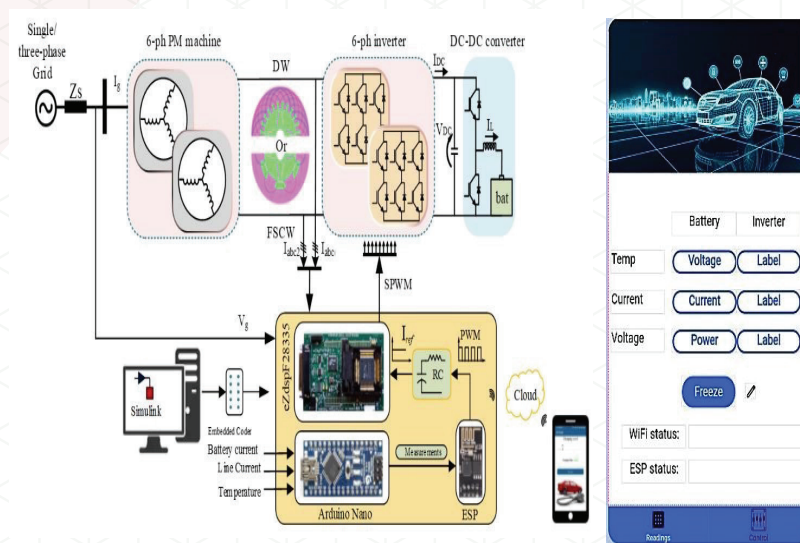 Single/
three-phase
Grid
Zs
Ig
6-ph PM machine
DW
Or
FSCW
Iabc2
Iabc
6-ph inverter
IDC
VDC
DC-DC converter
IL
bat
SPWM
Vg
Simulink
Embedded Coder
eZdspF28335
Iref
RC
PWM
Battery current
Line Current
Temperature
Arduino Nano
Measurements
ESP
Cloud
Battery Inverter
Temp Voltage Label
Current Current Label
Voltage Power Label
Freeze
WiFi status:
ESP status:
Readings Control